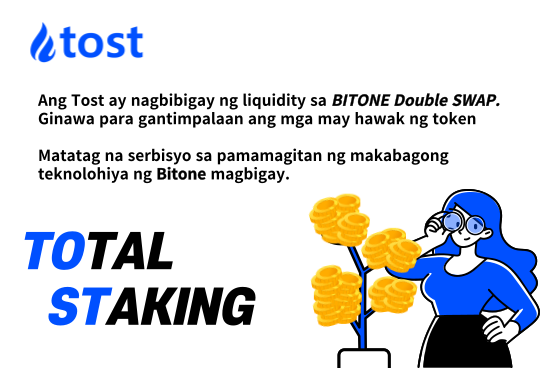 tost
Ang Tost ay nagbibigay ng liquidity sa BITONE Double SWAP.
Ginawa para gantimpalaan ang mga may hawak ng token
Matatag na serbisyo sa pamamagitan ng makabagong
teknolohiya ng Bitone magbigay.
TOTAL
STAKING